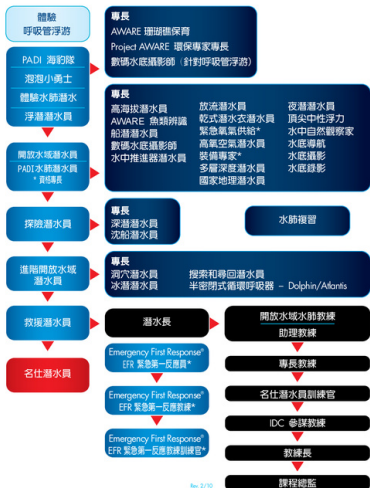 體驗
呼吸管浮游
PADI 海豹隊
泡泡小勇士
體驗水肺潛水
浮潛潛水員
專長
AWARE 珊瑚礁保育
Project AWARE 環保專家專長
數碼水底攝影師（針對呼吸管浮游）
開放水域潛水員
PADI水肺潛水員
* 資格專長
專長
高海拔潛水員
AWARE 魚類辨識
船潛潛水員
數碼水底攝影師
水中推進器潛水員
放流潛水員
乾式潛水衣潛水員
緊急氧氣供給*
高氧空氣潛水員
裝備專家*
多層深度潛水員
國家地理潛水員
夜潛潛水員
頂尖中性浮力
水中自然觀察家
水底導航
水底攝影
水底錄影
探險潛水員
專長
深潛潛水員
沈船潛水員
水肺複習
進階開放水域
潛水員
專長
洞穴潛水員
冰潛潛水員
搜索和尋回潛水員
半密閉式循環呼吸器 – Dolphin/Atlantis
救援潛水員
潛水長
開放水域水肺教練
助理教練
名仕潛水員
Emergency First Response®
EFR 緊急第一反應員*
專長教練
名仕潛水員訓練官
Emergency First Response®
EFR 緊急第一反應教練*
IDC 參謀教練
Emergency First Response®
EFR 緊急第一反應教練訓練官*
教練長
課程總監
Rev. 2/10